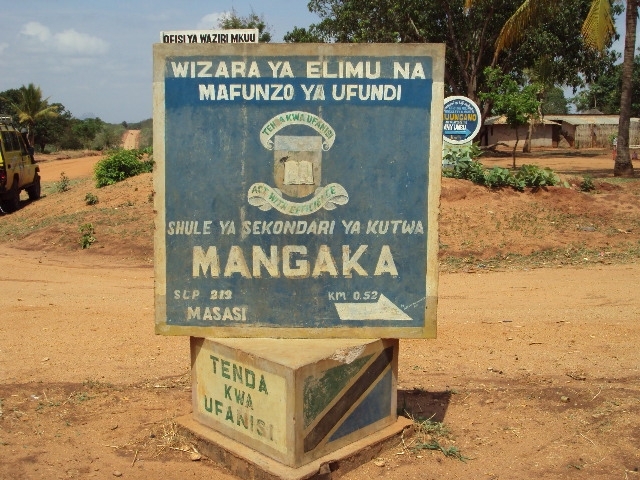 OFISI YA WAZIRI MKUU
WIZARA YA ELIMU NA
MAFUNZO YA UFUNDI
TENDA KWA UFANISI
ACT WITH EFFICIENCY
SHULE YA SEKONDARI YA KUTWA
MANGAKA
S.L.P 219
KM 0.52
MASASI
TENDA
KWA
UFANISI